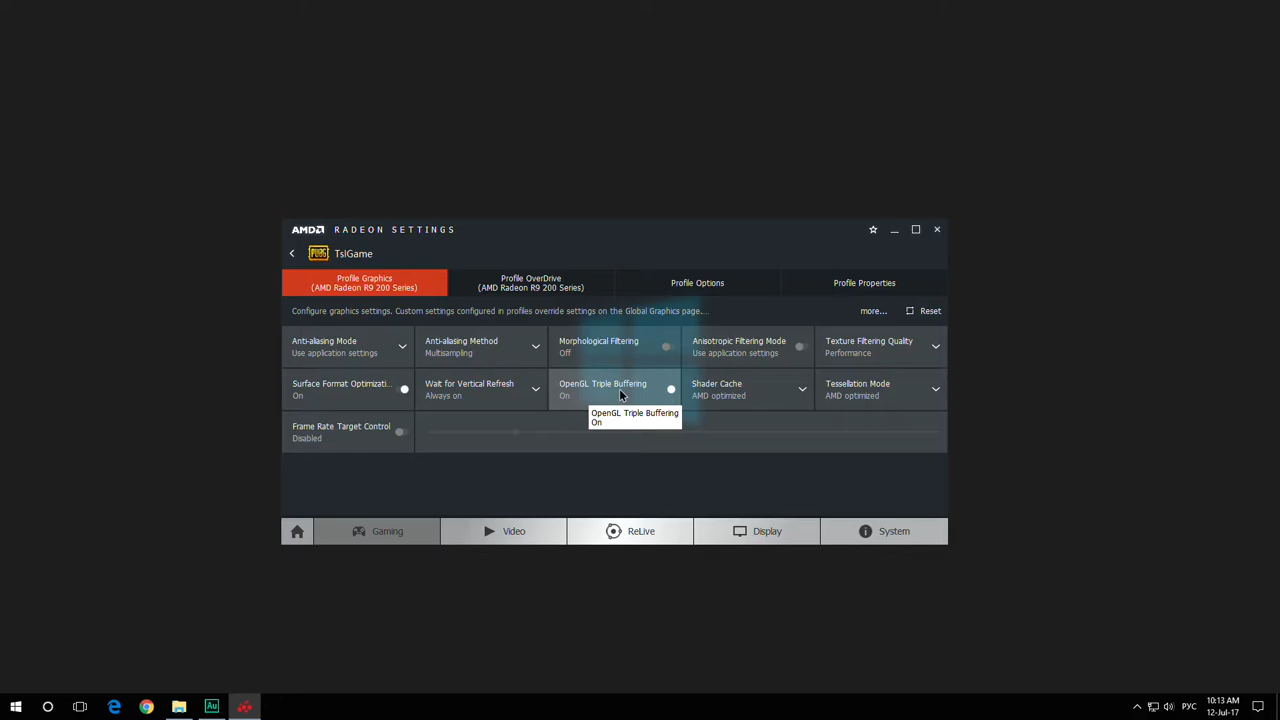 AMD RADEON SETTINGS
PUBG TslGame
Profile Graphics
(AMD Radeon R9 200 Series)
Profile OverDrive
(AMD Radeon R9 200 Series)
Profile Options
Profile Properties
Configure graphics settings. Custom settings configured in profiles override settings on the Global Graphics page....
more...
Reset
Anti-aliasing Mode
Use application settings
Anti-aliasing Method
Multisampling
Morphological Filtering
Off
Anisotropic Filtering Mode
Use application settings
Texture Filtering Quality
Performance
Surface Format Optimizati...
On
Wait for Vertical Refresh
Always on
OpenGL Triple Buffering
On
Shader Cache
AMD optimized
Tessellation Mode
AMD optimized
OpenGL Triple Buffering
On
Frame Rate Target Control
Disabled
Gaming
Video
ReLive
Display
System
Au
РУС
10:13 AM
12-Jul-17